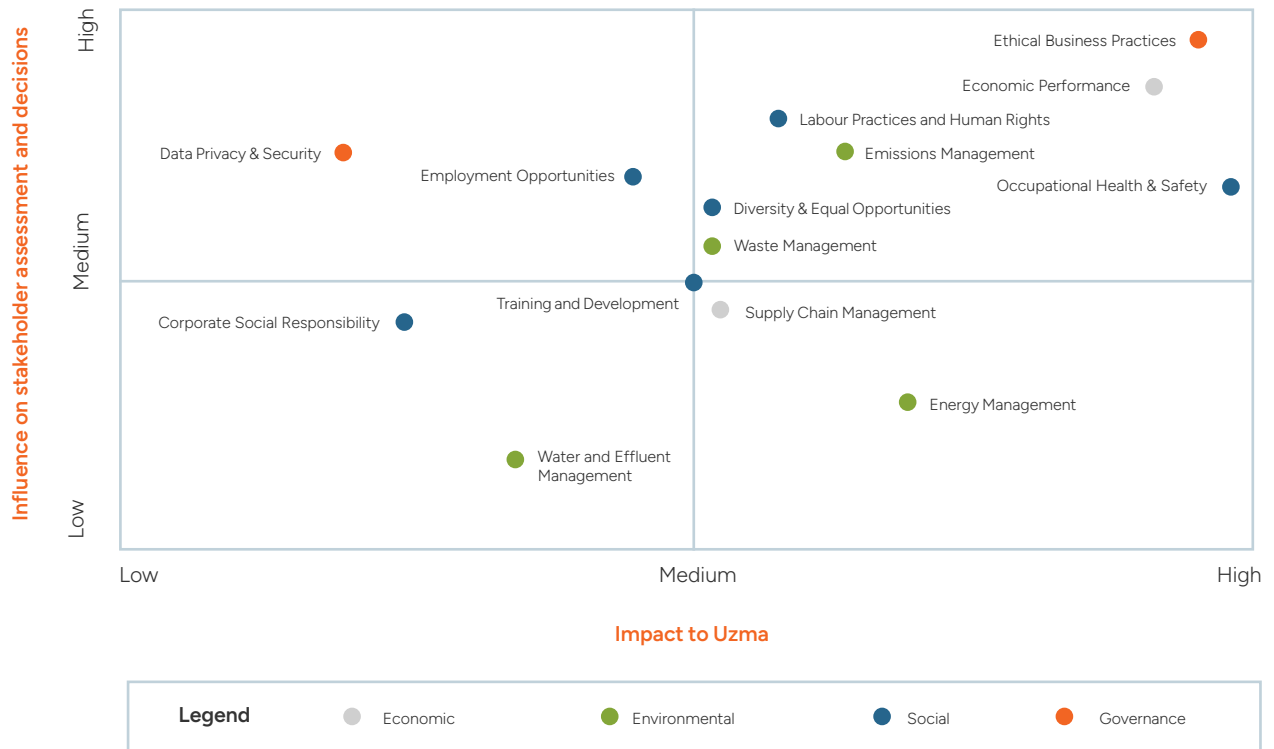 Influence on stakeholder assessment and decisions
High
Medium
Low
Ethical Business Practices
Economic Performance
Labour Practices and Human Rights
Data Privacy & Security
Emissions Management
Employment Opportunities
Occupational Health & Safety
Diversity & Equal Opportunities
Waste Management
Training and Development
Supply Chain Management
Corporate Social Responsibility
Energy Management
Water and Effluent
Management
Low
Medium
High
Impact to Uzma
Legend
Economic
Environmental
Social
Governance